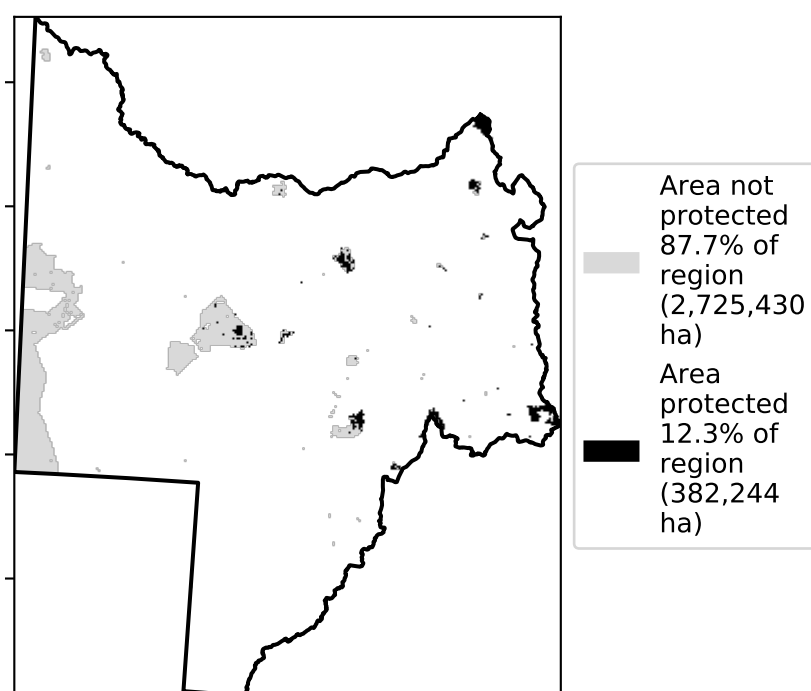 Area not
protected
87.7% of
region
(2,725,430
ha)
Area
protected
12.3% of
region
(382,244
ha)